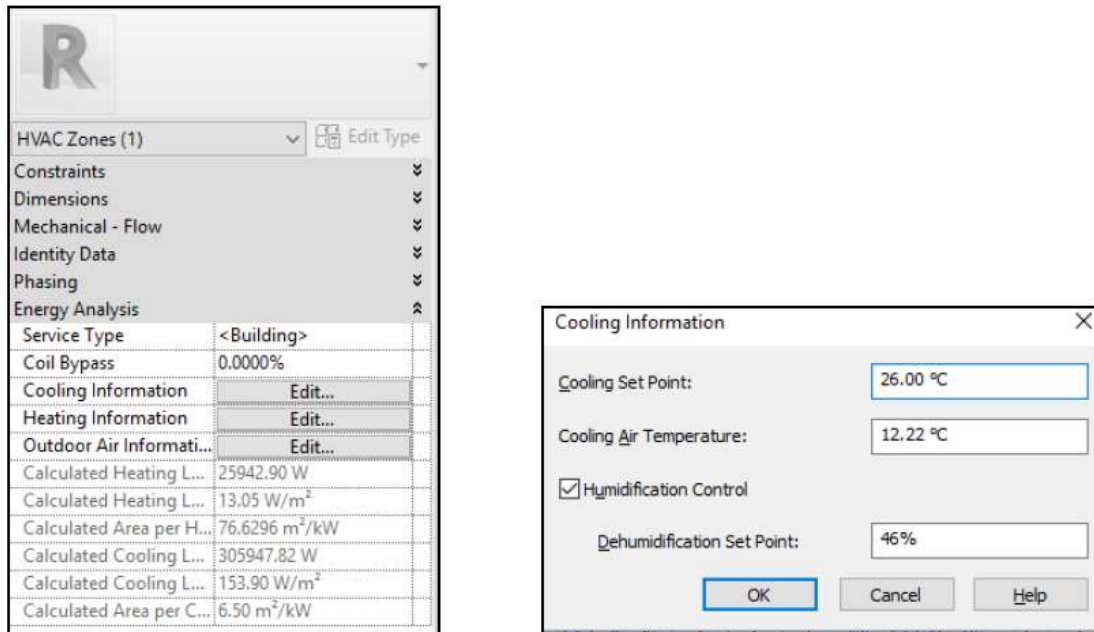 R
HVAC Zones (1) Edit Type
Constraints
Dimensions
Mechanical - Flow
Identity Data
Phasing
Energy Analysis
Service Type <Building>
Coil Bypass 0.0000%
Cooling Information Edit...
Heating Information Edit...
Outdoor Air Informati... Edit...
Calculated Heating L... 25942.90 W
Calculated Heating L... 13.05 W/m²
Calculated Area per H... 76.6296 m²/kW
Calculated Cooling L... 305947.82 W
Calculated Cooling L... 153.90 W/m²
Calculated Area per C... 6.50 m²/kW
Cooling Information
Cooling Set Point: 26.00 ºC
Cooling Air Temperature: 12.22 ºC
Humidification Control
Dehumidification Set Point: 46%
OK Cancel Help